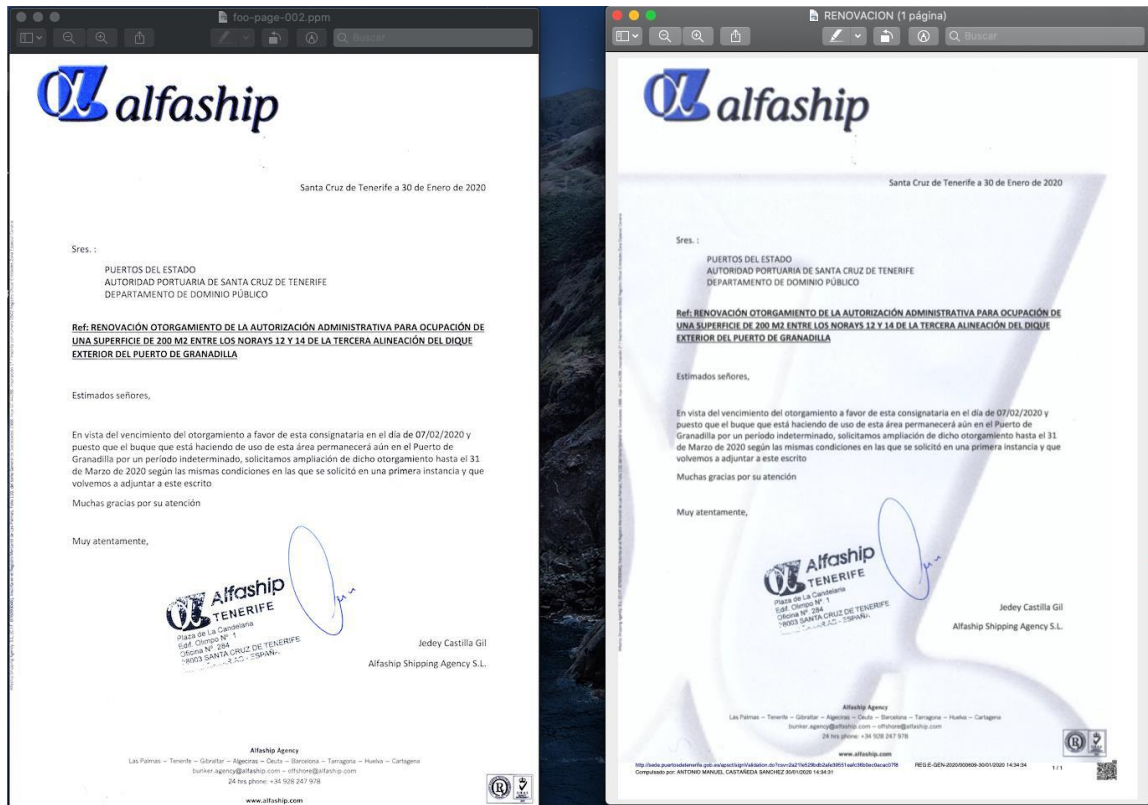 foo-page-002.ppm
Buscar
alfaship
Santa Cruz de Tenerife a 30 de Enero de 2020
Sres. :
PUERTOS DEL ESTADO
AUTORIDAD PORTUARIA DE SANTA CRUZ DE TENERIFE
DEPARTAMENTO DE DOMINIO PÚBLICO
Ref: RENOVACIÓN OTORGAMIENTO DE LA AUTORIZACIÓN ADMINISTRATIVA PARA OCUPACIÓN DE
UNA SUPERFICIE DE 200 M2 ENTRE LOS NORAYS 12 Y 14 DE LA TERCERA ALINEACIÓN DEL DIQUE
EXTERIOR DEL PUERTO DE GRANADILLA
Estimados señores,
En vista del vencimiento del otorgamiento a favor de esta consignataria en el día de 07/02/2020 y
puesto que el buque que está haciendo de uso de esta área permanecerá aún en el Puerto de
Granadilla por un período indeterminado, solicitamos ampliación de dicho otorgamiento hasta el 31
de Marzo de 2020 según las mismas condiciones en las que se solicitó en una primera instancia y que
volvemos a adjuntar a este escrito
Muchas gracias por su atención
Muy atentamente,
Alfaship
TENERIFE
Plaza de La Candelaria
Edif. Olimpo Nº 1
Oficina Nº 284
38003 SANTA CRUZ DE TENERIFE
ESPAÑA
Jedey Castilla Gil
Alfaship Shipping Agency S.L.
Alfaship Agency
Las Palmas – Tenerife – Gibraltar – Algeciras – Ceuta – Barcelona – Tarragona – Huelva – Cartagena
bunker.agency@alfaship.com – offshore@alfaship.com
24 hrs phone: +34 928 247 978
www.alfaship.com
RENOVACION (1 página)
Buscar
alfaship
Santa Cruz de Tenerife a 30 de Enero de 2020
Sres. :
PUERTOS DEL ESTADO
AUTORIDAD PORTUARIA DE SANTA CRUZ DE TENERIFE
DEPARTAMENTO DE DOMINIO PÚBLICO
Ref: RENOVACIÓN OTORGAMIENTO DE LA AUTORIZACIÓN ADMINISTRATIVA PARA OCUPACIÓN DE
UNA SUPERFICIE DE 200 M2 ENTRE LOS NORAYS 12 Y 14 DE LA TERCERA ALINEACIÓN DEL DIQUE
EXTERIOR DEL PUERTO DE GRANADILLA
Estimados señores,
En vista del vencimiento del otorgamiento a favor de esta consignataria en el día de 07/02/2020 y
puesto que el buque que está haciendo de uso de esta área permanecerá aún en el Puerto de
Granadilla por un período indeterminado, solicitamos ampliación de dicho otorgamiento hasta el 31
de Marzo de 2020 según las mismas condiciones en las que se solicitó en una primera instancia y que
volvemos a adjuntar a este escrito
Muchas gracias por su atención
Muy atentamente,
Alfaship
TENERIFE
Plaza de La Candelaria
Edif. Olimpo Nº 1
Oficina Nº 284
38003 SANTA CRUZ DE TENERIFE
ESPAÑA
Jedey Castilla Gil
Alfaship Shipping Agency S.L.
Alfaship Agency
Las Palmas – Tenerife – Gibraltar – Algeciras – Ceuta – Barcelona – Tarragona – Huelva – Cartagena
bunker.agency@alfaship.com – offshore@alfaship.com
24 hrs phone: +34 928 247 978
www.alfaship.com
REG.E-GEN-2020/000609-30/01/2020 14:34:34
Compulsado por: ANTONIO MANUEL CASTAÑEDA SANCHEZ 30/01/2020 14:34:31
1 / 1